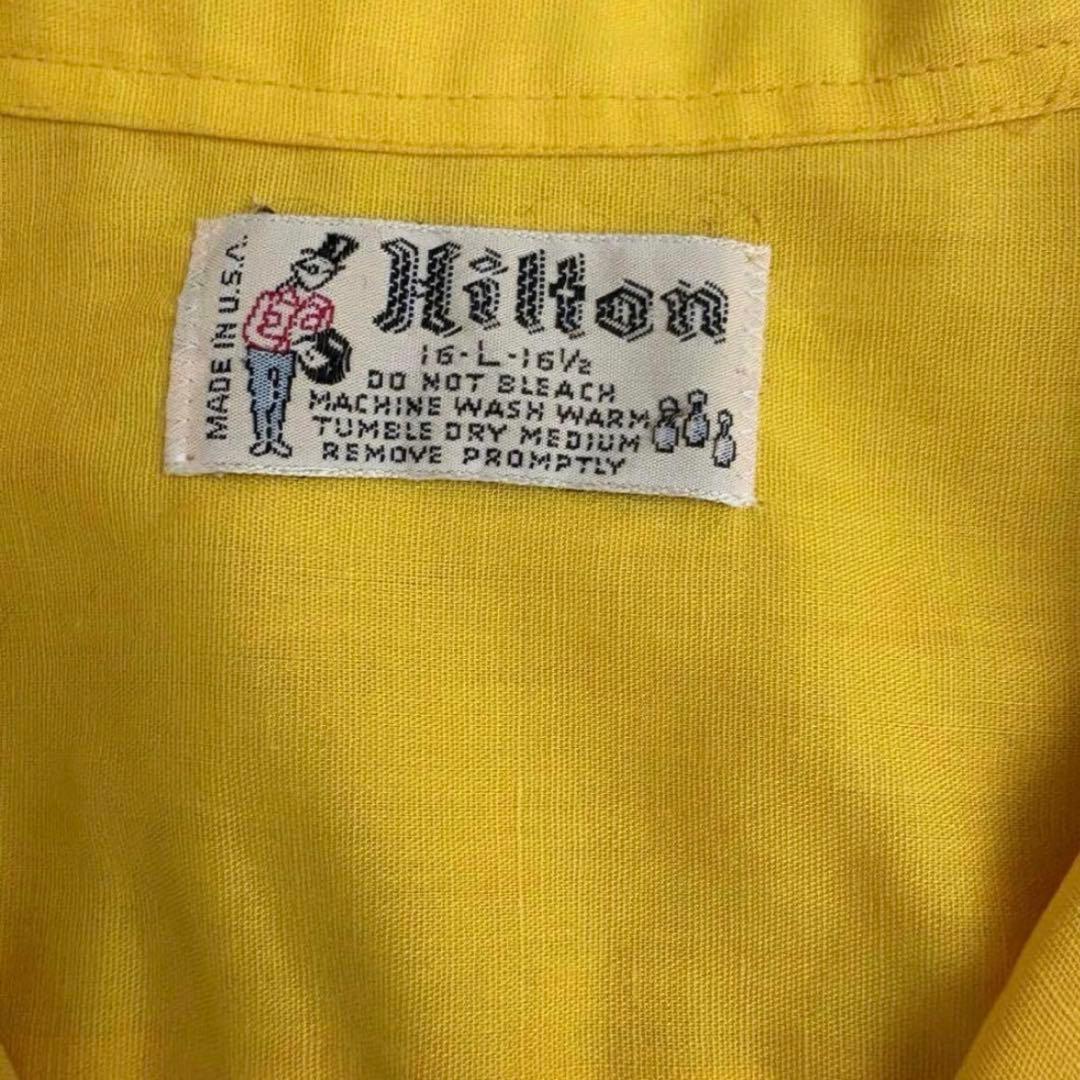 MADE IN U.S.A.
Hilton
16-L-16½
DO NOT BLEACH
MACHINE WASH WARM
TUMBLE DRY MEDIUM
REMOVE PROMPTLY